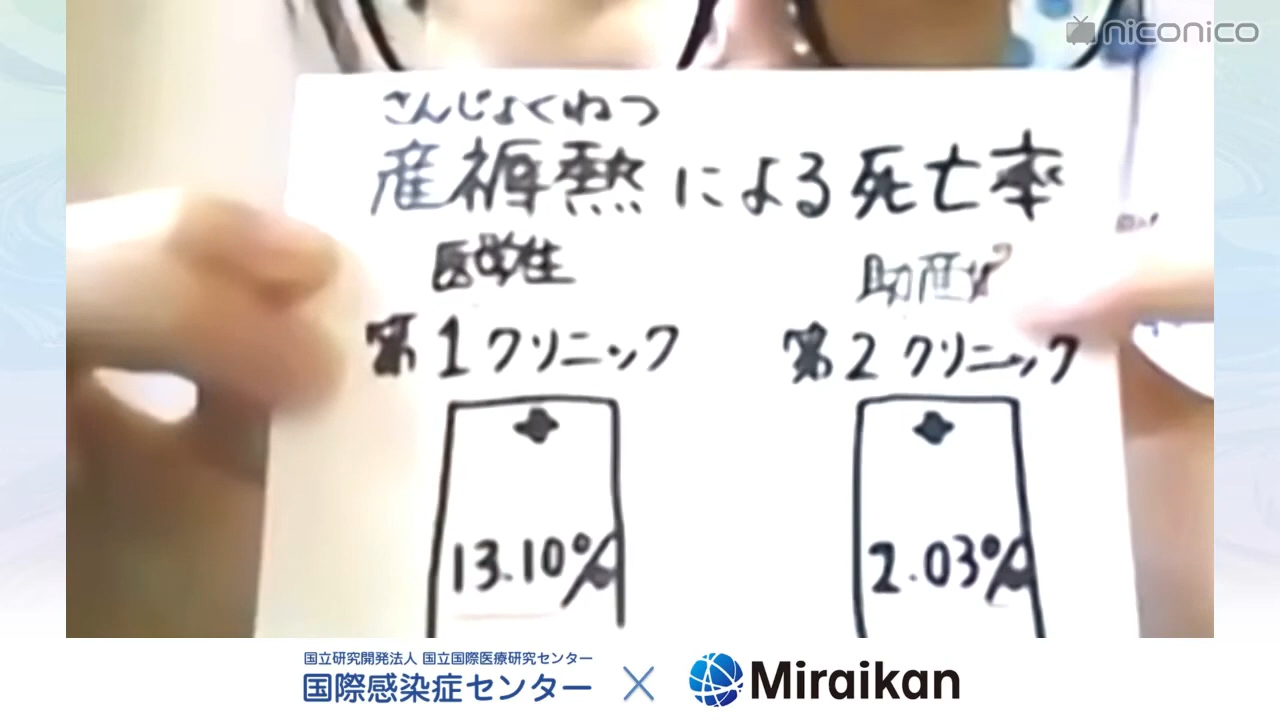 niconico
さんじょくねつ
産褥熱による死亡率
医学生 助産師
第1クリニック 第2クリニック
13.10% 2.03%
国立研究開発法人 国立国際医療研究センター
国際感染症センター × Miraikan